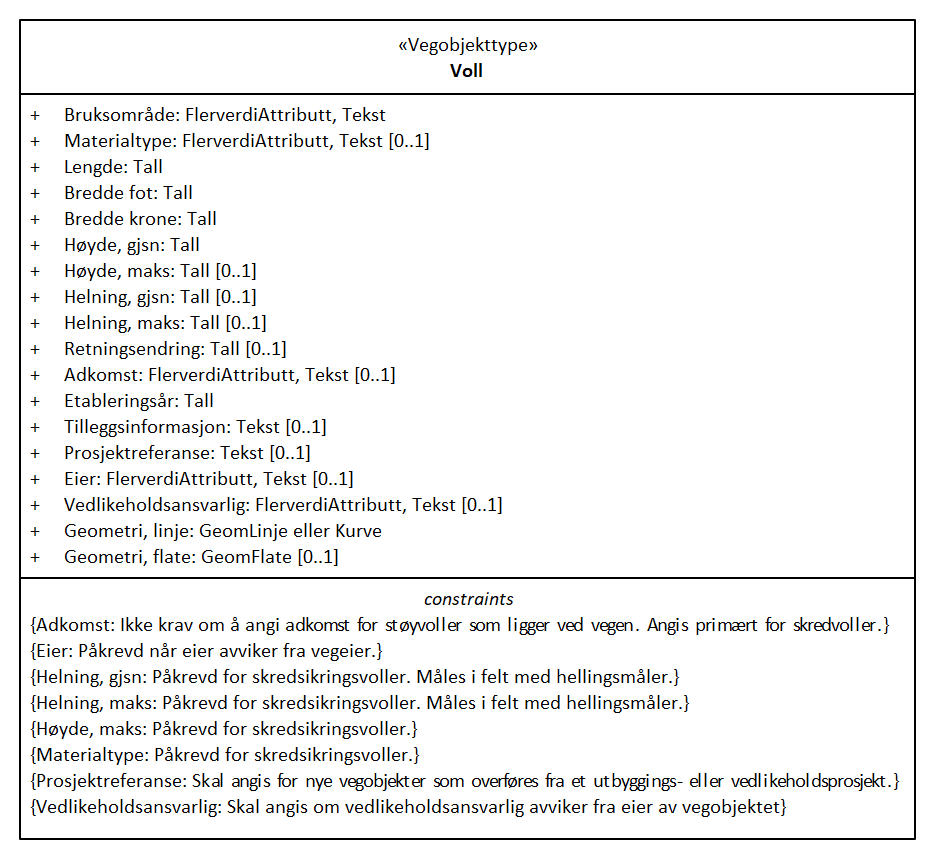 «Vegobjekttype»
Voll
+ Bruksområde: FlerverdiAttributt, Tekst
+ Materialtype: FlerverdiAttributt, Tekst [0..1]
+ Lengde: Tall
+ Bredde fot: Tall
+ Bredde krone: Tall
+ Høyde, gjsn: Tall
+ Høyde, maks: Tall [0..1]
+ Helning, gjsn: Tall [0..1]
+ Helning, maks: Tall [0..1]
+ Retningsendring: Tall [0..1]
+ Adkomst: FlerverdiAttributt, Tekst [0..1]
+ Etableringsår: Tall
+ Tilleggsinformasjon: Tekst [0..1]
+ Prosjektreferanse: Tekst [0..1]
+ Eier: FlerverdiAttributt, Tekst [0..1]
+ Vedlikeholdsansvarlig: FlerverdiAttributt, Tekst [0..1]
+ Geometri, linje: GeomLinje eller Kurve
+ Geometri, flate: GeomFlate [0..1]
constraints
{Adkomst: Ikke krav om å angi adkomst for støyvoller som ligger ved vegen. Angis primært for skredvoller.}
{Eier: Påkrevd når eier avviker fra vegeier.}
{Helning, gjsn: Påkrevd for skredsikringsvoller. Måles i felt med hellingsmåler.}
{Helning, maks: Påkrevd for skredsikringsvoller. Måles i felt med hellingsmåler.}
{Høyde, maks: Påkrevd for skredsikringsvoller.}
{Materialtype: Påkrevd for skredsikringsvoller.}
{Prosjektreferanse: Skal angis for nye vegobjekter som overføres fra et utbyggings- eller vedlikeholdsprosjekt.}
{Vedlikeholdsansvarlig: Skal angis om vedlikeholdsansvarlig avviker fra eier av vegobjektet}